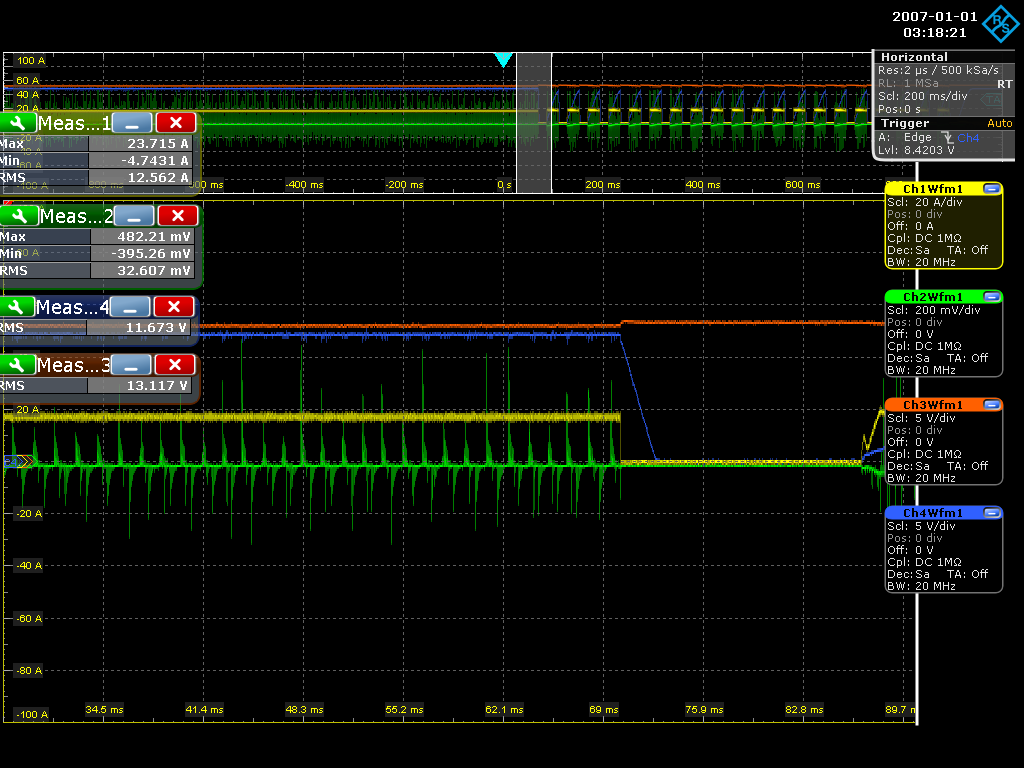 2007-01-01
03:18:21
R S
Horizontal
Res:2 µs / 500 kSa/s
RL: 1 MSa
RT
Scl: 200 ms/div
Pos:0 s
Trigger
Auto
A: Edge Ch4
Lvl: 8.4203 V
TA
100 A
60 A
40 A
20 A
-400 ms
-200 ms
0 s
200 ms
400 ms
600 ms
Meas...1
Max 23.715 A
Min -4.7431 A
RMS 12.562 A
Meas...2
Max 482.21 mV
Min -395.26 mV
RMS 32.607 mV
Meas...4
RMS 11.673 V
Meas...3
RMS 13.117 V
20 A
-20 A
-40 A
-60 A
-80 A
-100 A
34.5 ms
41.4 ms
48.3 ms
55.2 ms
62.1 ms
69 ms
75.9 ms
82.8 ms
89.7 m
Ch1Wfm1
Scl: 20 A/div
Pos: 0 div
Off: 0 A
Cpl: DC 1MΩ
Dec: Sa TA: Off
BW: 20 MHz
Ch2Wfm1
Scl: 200 mV/div
Pos: 0 div
Off: 0 V
Cpl: DC 1MΩ
Dec: Sa TA: Off
BW: 20 MHz
Ch3Wfm1
Scl: 5 V/div
Pos: 0 div
Off: 0 V
Cpl: DC 1MΩ
Dec: Sa TA: Off
BW: 20 MHz
Ch4Wfm1
Scl: 5 V/div
Pos: 0 div
Off: 0 V
Cpl: DC 1MΩ
Dec: Sa TA: Off
BW: 20 MHz